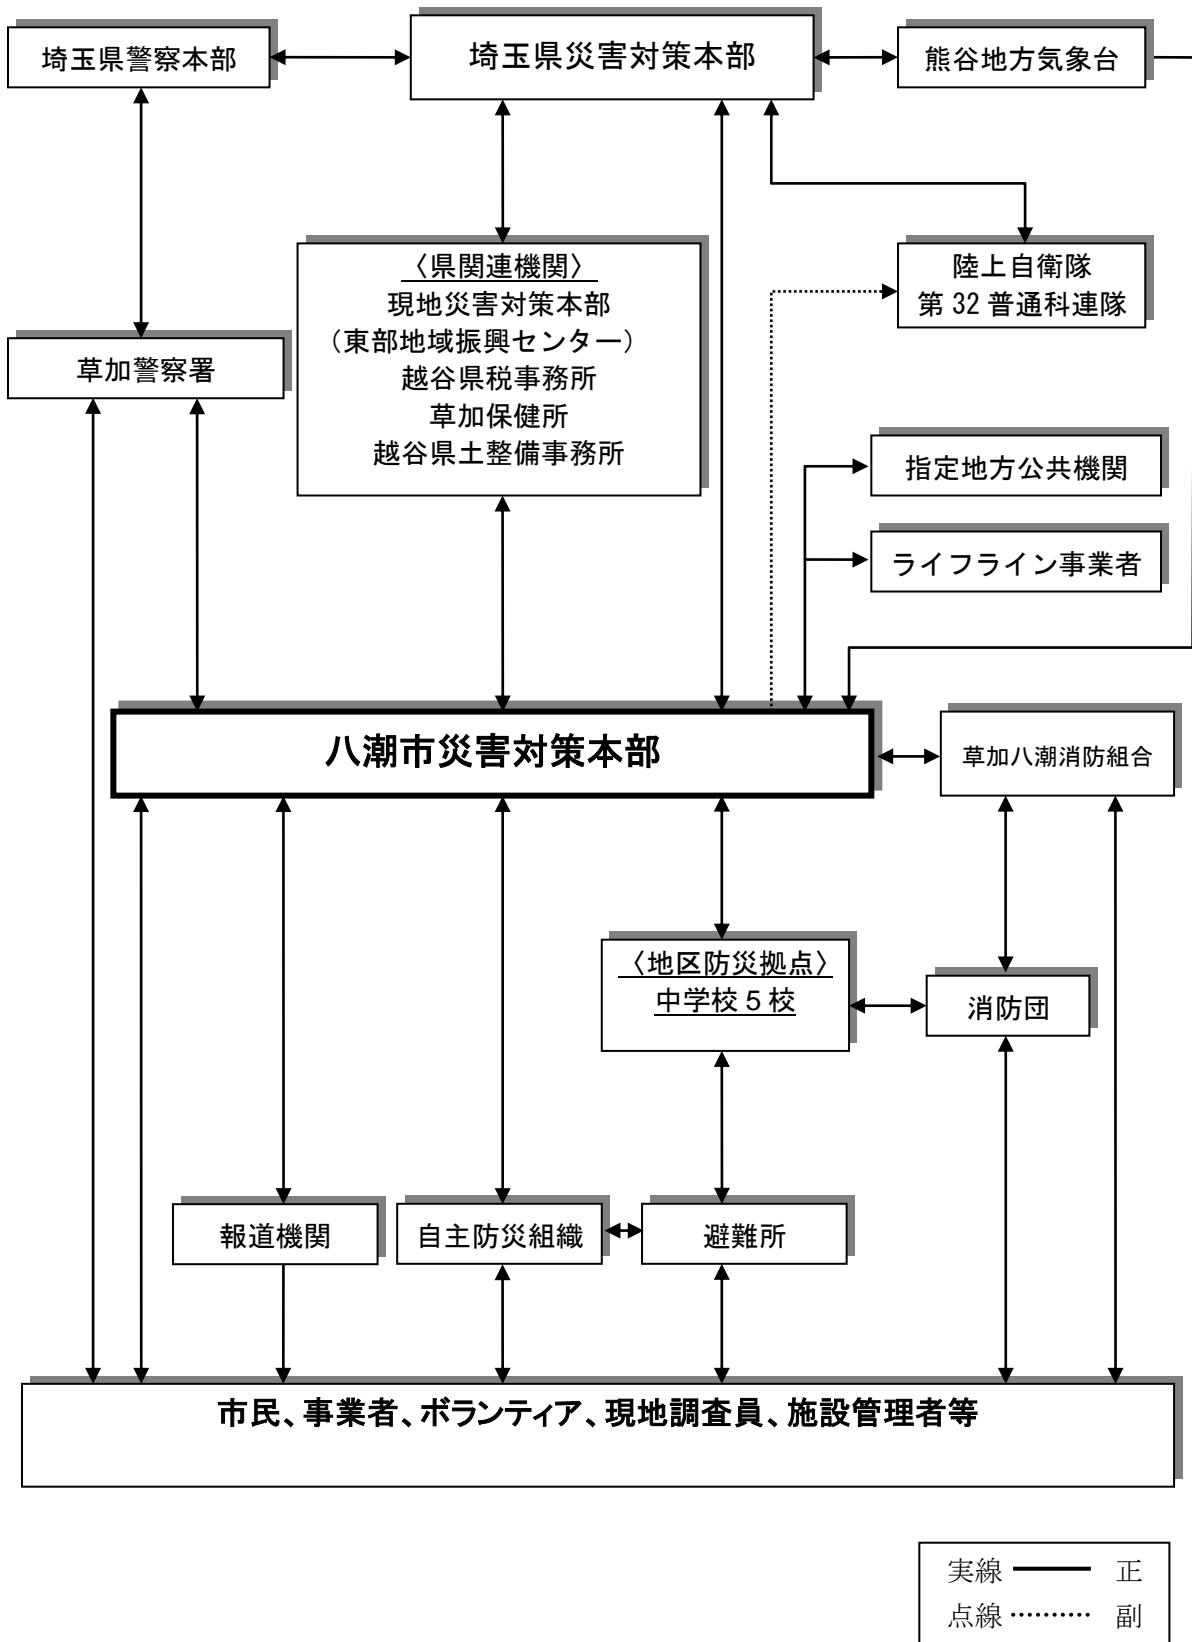 埼玉県警察本部
埼玉県災害対策本部
熊谷地方気象台
〈県関連機関〉
現地災害対策本部
（東部地域振興センター）
越谷県税事務所
草加保健所
越谷県土整備事務所
陸上自衛隊
第 32 普通科連隊
草加警察署
指定地方公共機関
ライフライン事業者
八潮市災害対策本部
草加八潮消防組合
〈地区防災拠点〉
中学校 5 校
消防団
報道機関
自主防災組織
避難所
市民、事業者、ボランティア、現地調査員、施設管理者等
実線 正
点線 副